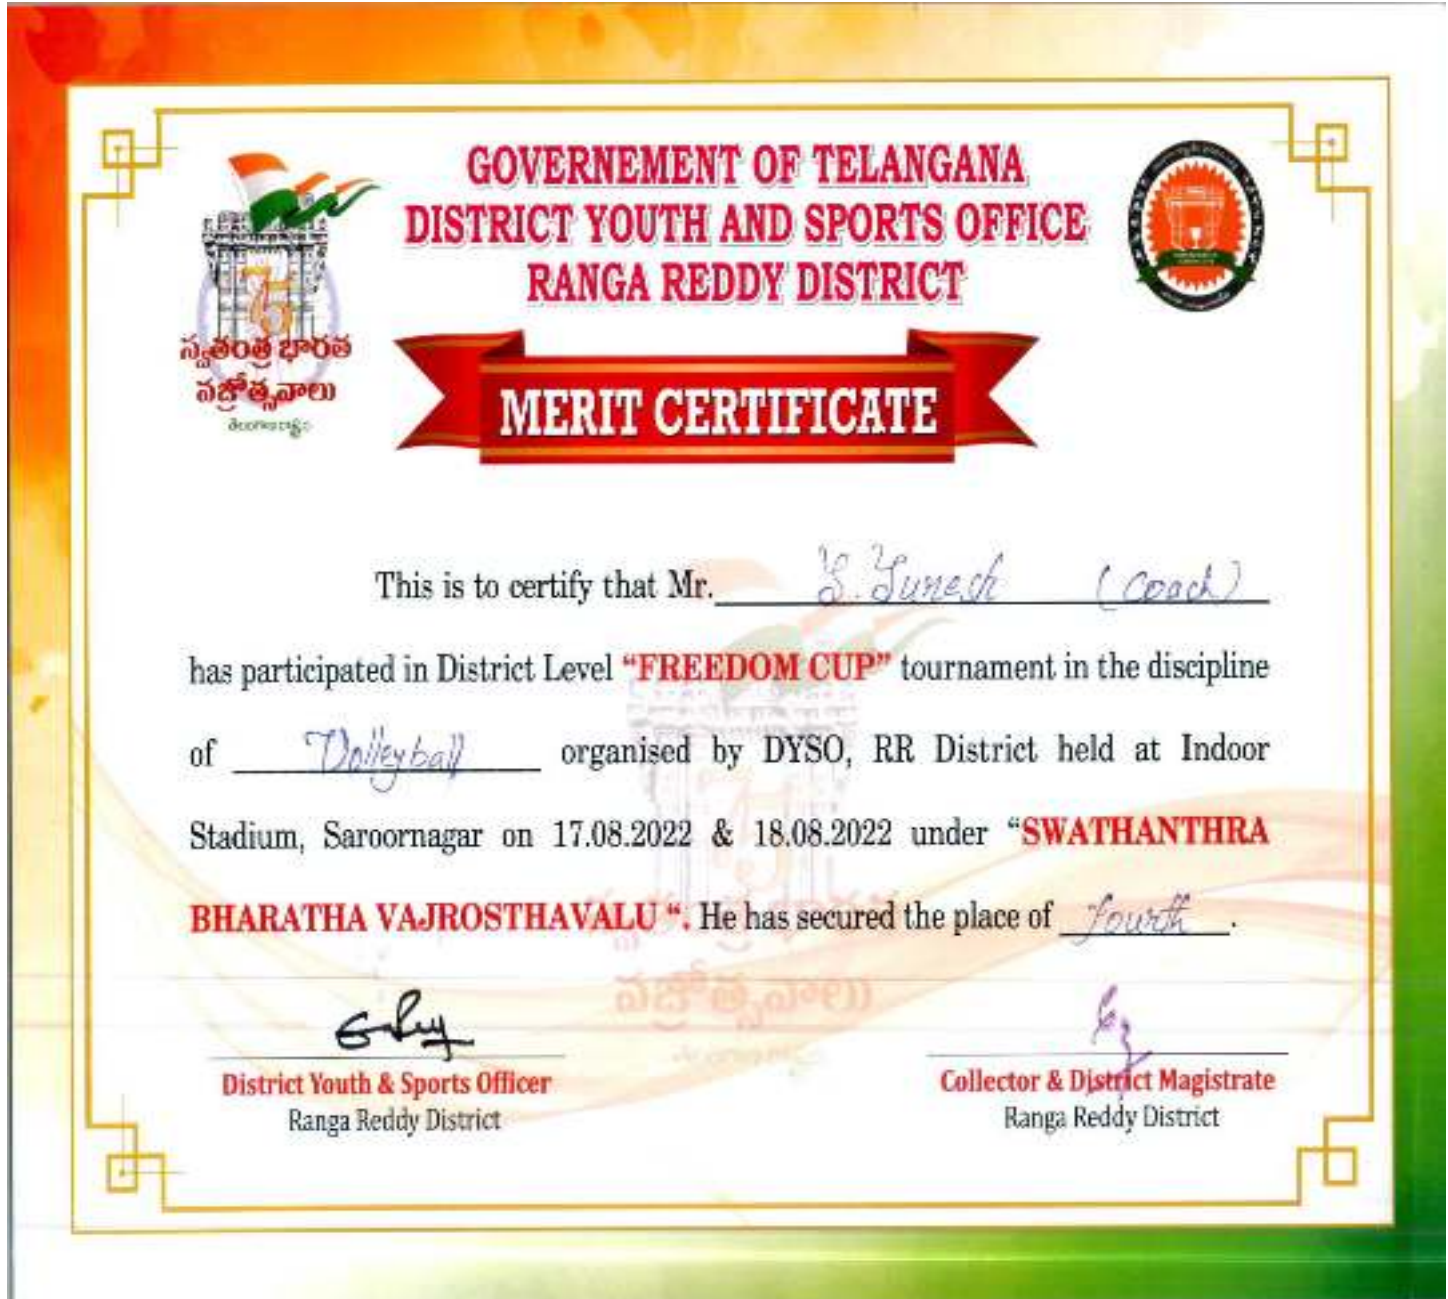 GOVERNEMENT OF TELANGANA
DISTRICT YOUTH AND SPORTS OFFICE
RANGA REDDY DISTRICT
75
స్వతంత్ర భారత
వజ్రోత్సవాలు
MERIT CERTIFICATE
This is to certify that Mr. S. Suresh (Coach)
has participated in District Level “FREEDOM CUP” tournament in the discipline
of Volleyball organised by DYSO, RR District held at Indoor
Stadium, Saroornagar on 17.08.2022 & 18.08.2022 under “SWATHANTHRA
BHARATHA VAJROSTHAVALU “. He has secured the place of fourth.
District Youth & Sports Officer
Ranga Reddy District
Collector & District Magistrate
Ranga Reddy District